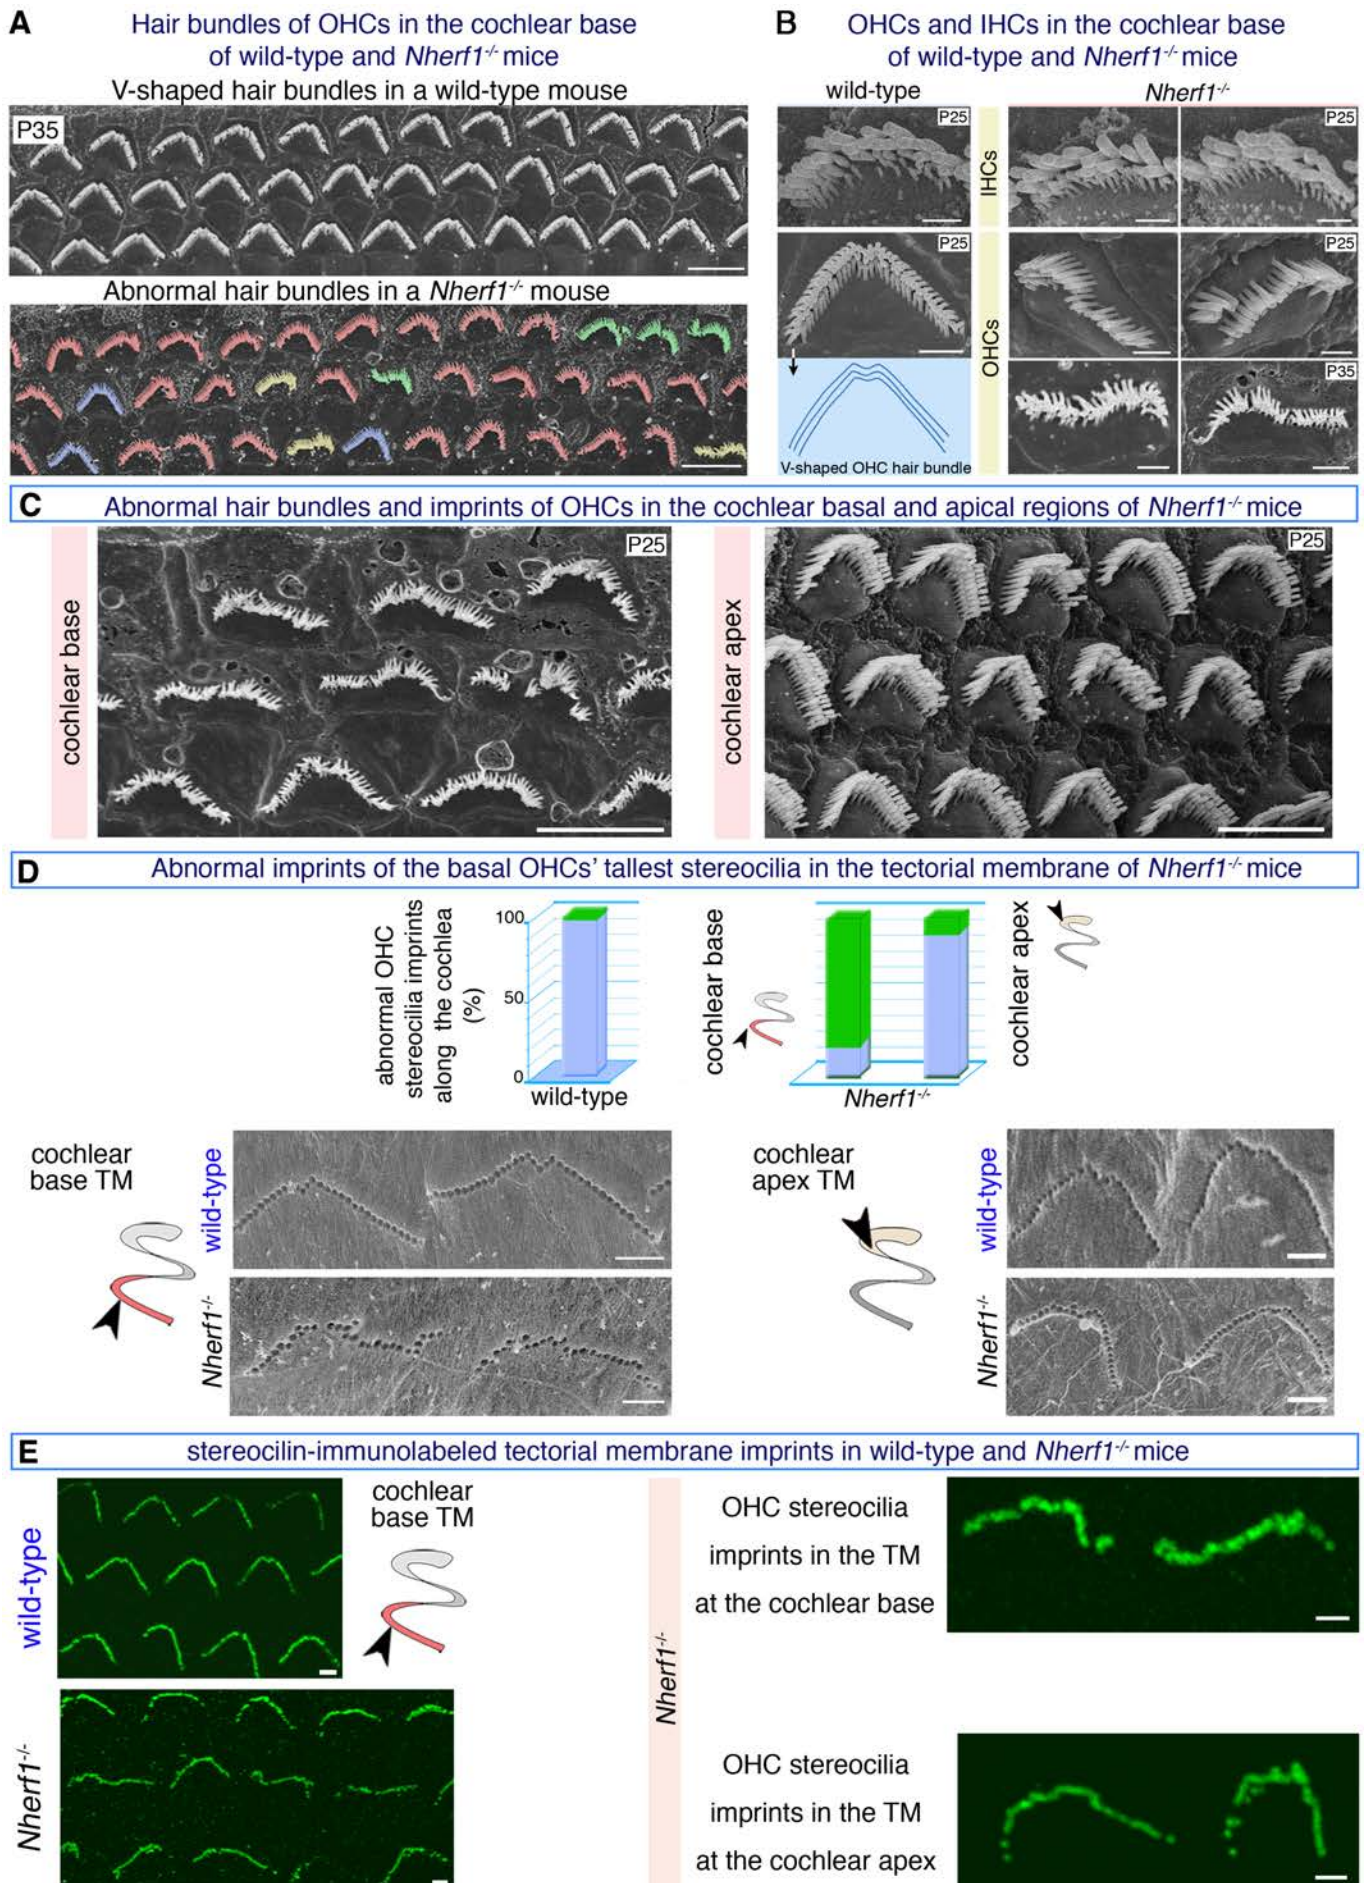 A
Hair bundles of OHCs in the cochlear base
of wild-type and Nherf1-/- mice
V-shaped hair bundles in a wild-type mouse
P35
Abnormal hair bundles in a Nherf1-/- mouse
B
OHCs and IHCs in the cochlear base
of wild-type and Nherf1-/- mice
wild-type
Nherf1-/-
P25
IHCs
P25
P25
OHCs
P25
P35
V-shaped OHC hair bundle
C
Abnormal hair bundles and imprints of OHCs in the cochlear basal and apical regions of Nherf1-/- mice
cochlear base
P25
cochlear apex
P25
D
Abnormal imprints of the basal OHCs' tallest stereocilia in the tectorial membrane of Nherf1-/- mice
abnormal OHC
stereocilia imprints
along the cochlea
(%)
100
50
0
wild-type
cochlear base
Nherf1-/-
cochlear apex
cochlear
base TM
wild-type
Nherf1-/-
cochlear
apex TM
wild-type
Nherf1-/-
E
stereocilin-immunolabeled tectorial membrane imprints in wild-type and Nherf1-/- mice
wild-type
cochlear
base TM
Nherf1-/-
Nherf1-/-
OHC stereocilia
imprints in the TM
at the cochlear base
OHC stereocilia
imprints in the TM
at the cochlear apex